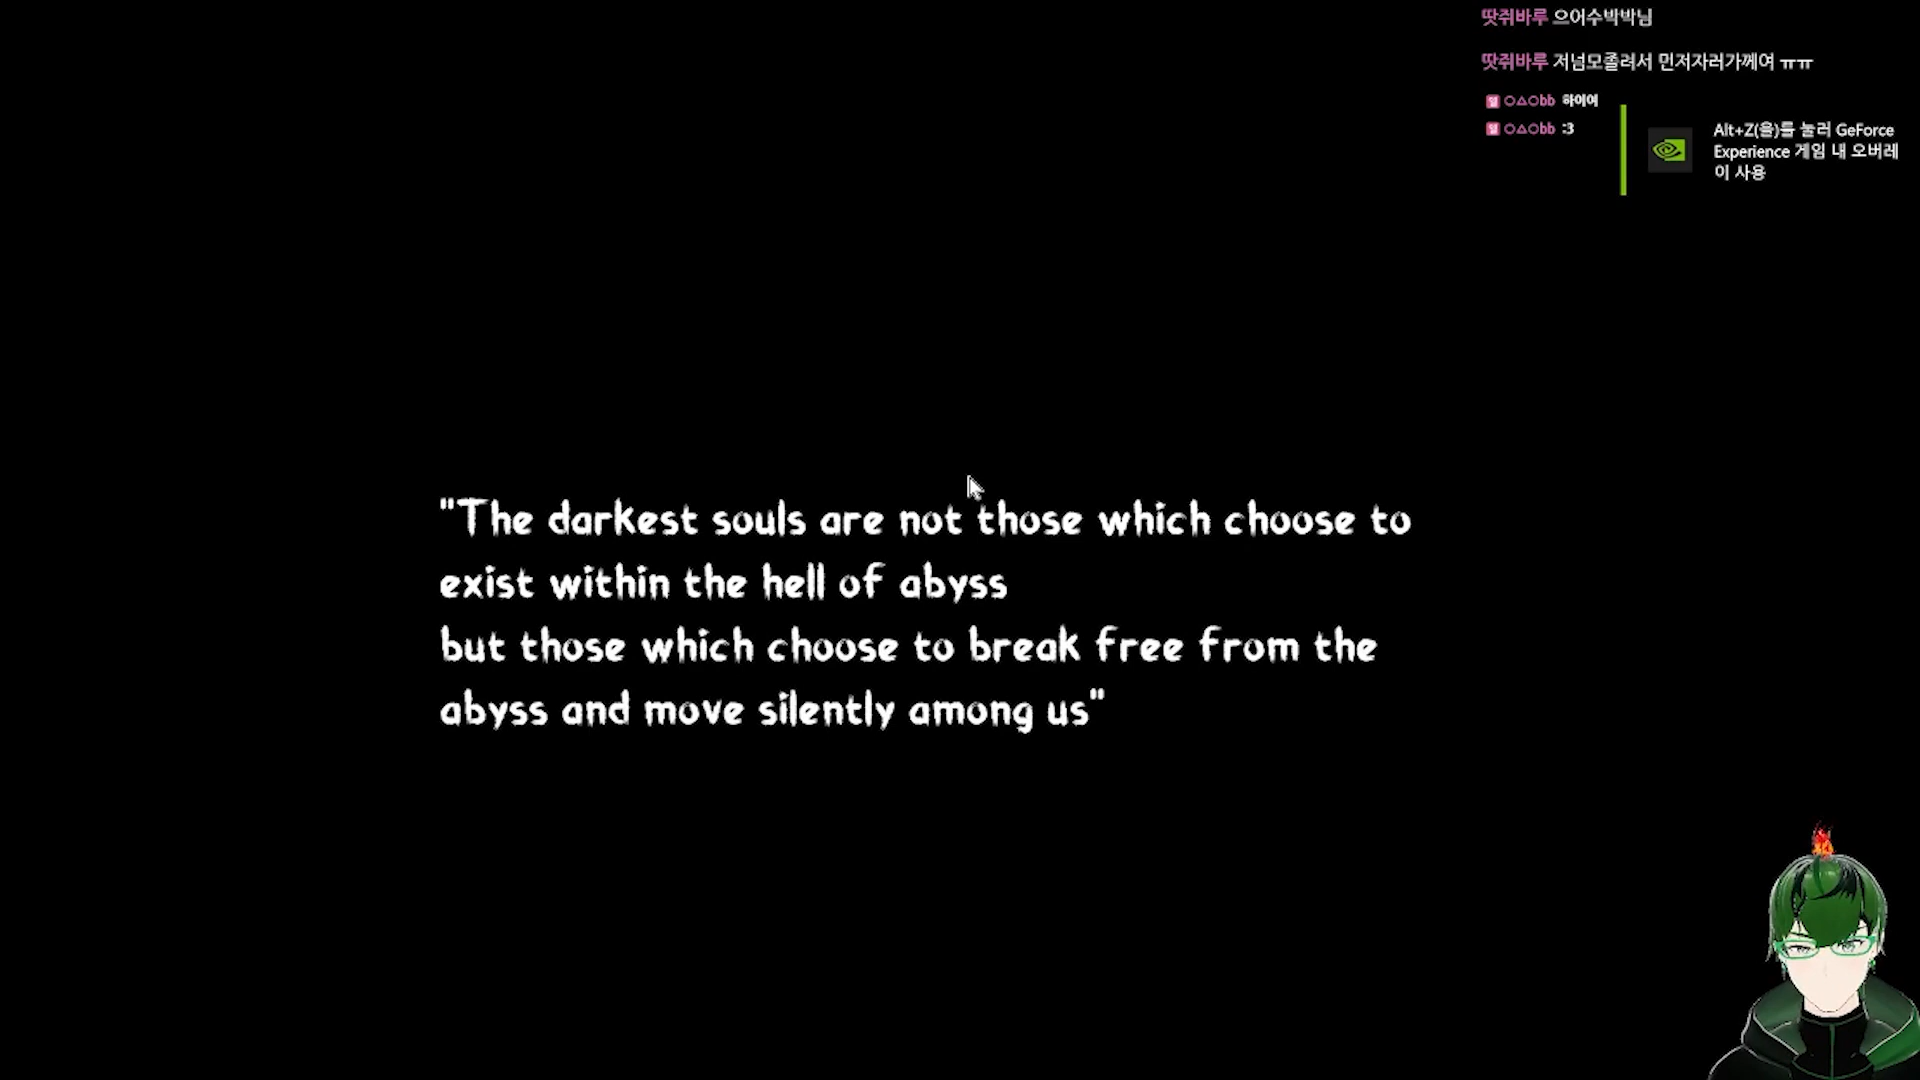 땃쥐바루 으어수박박님
땃쥐바루 저넘모졸려서 먼저자러가께여 ㅠㅠ
○△○bb 하이여
○△○bb :3
Alt+Z(을)를 눌러 GeForce
Experience 게임 내 오버레
이 사용
"The darkest souls are not those which choose to
exist within the hell of abyss
but those which choose to break free from the
abyss and move silently among us"